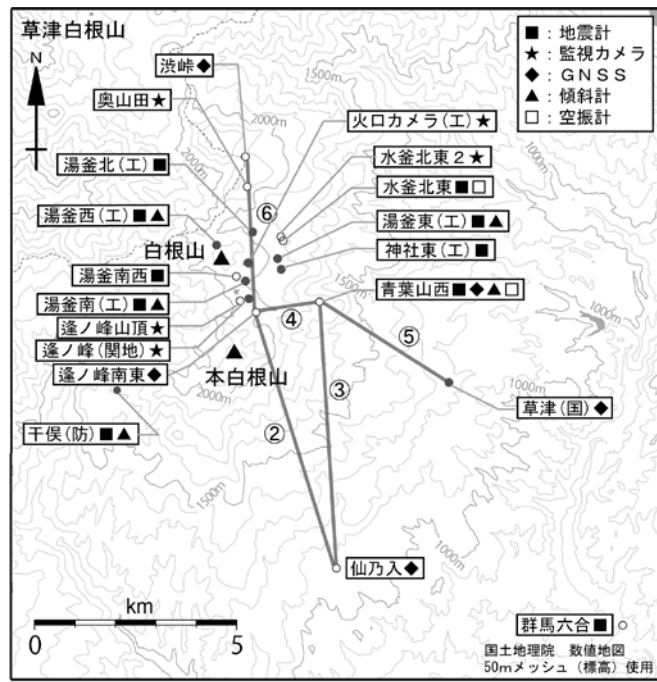 草津白根山
N
■：地震計
★：監視カメラ
◆：ＧＮＳＳ
▲：傾斜計
□：空振計
渋峠◆
奥山田★
湯釜北(工)■
湯釜西(工)■▲
白根山
湯釜南西■
湯釜南(工)■▲
逢ノ峰山頂★
逢ノ峰(関地)★
逢ノ峰南東◆
本白根山
干俣(防)■▲
火口カメラ(工)★
水釜北東２★
水釜北東■□
湯釜東(工)■▲
神社東(工)■
青葉山西■◆▲□
草津(国)◆
仙乃入◆
群馬六合■
⑥
④
⑤
③
②
1500m
2000m
2000m
1500m
1000m
1000m
2000m
1500m
1000m
km
0 5
国土地理院　数値地図
50mメッシュ（標高）使用